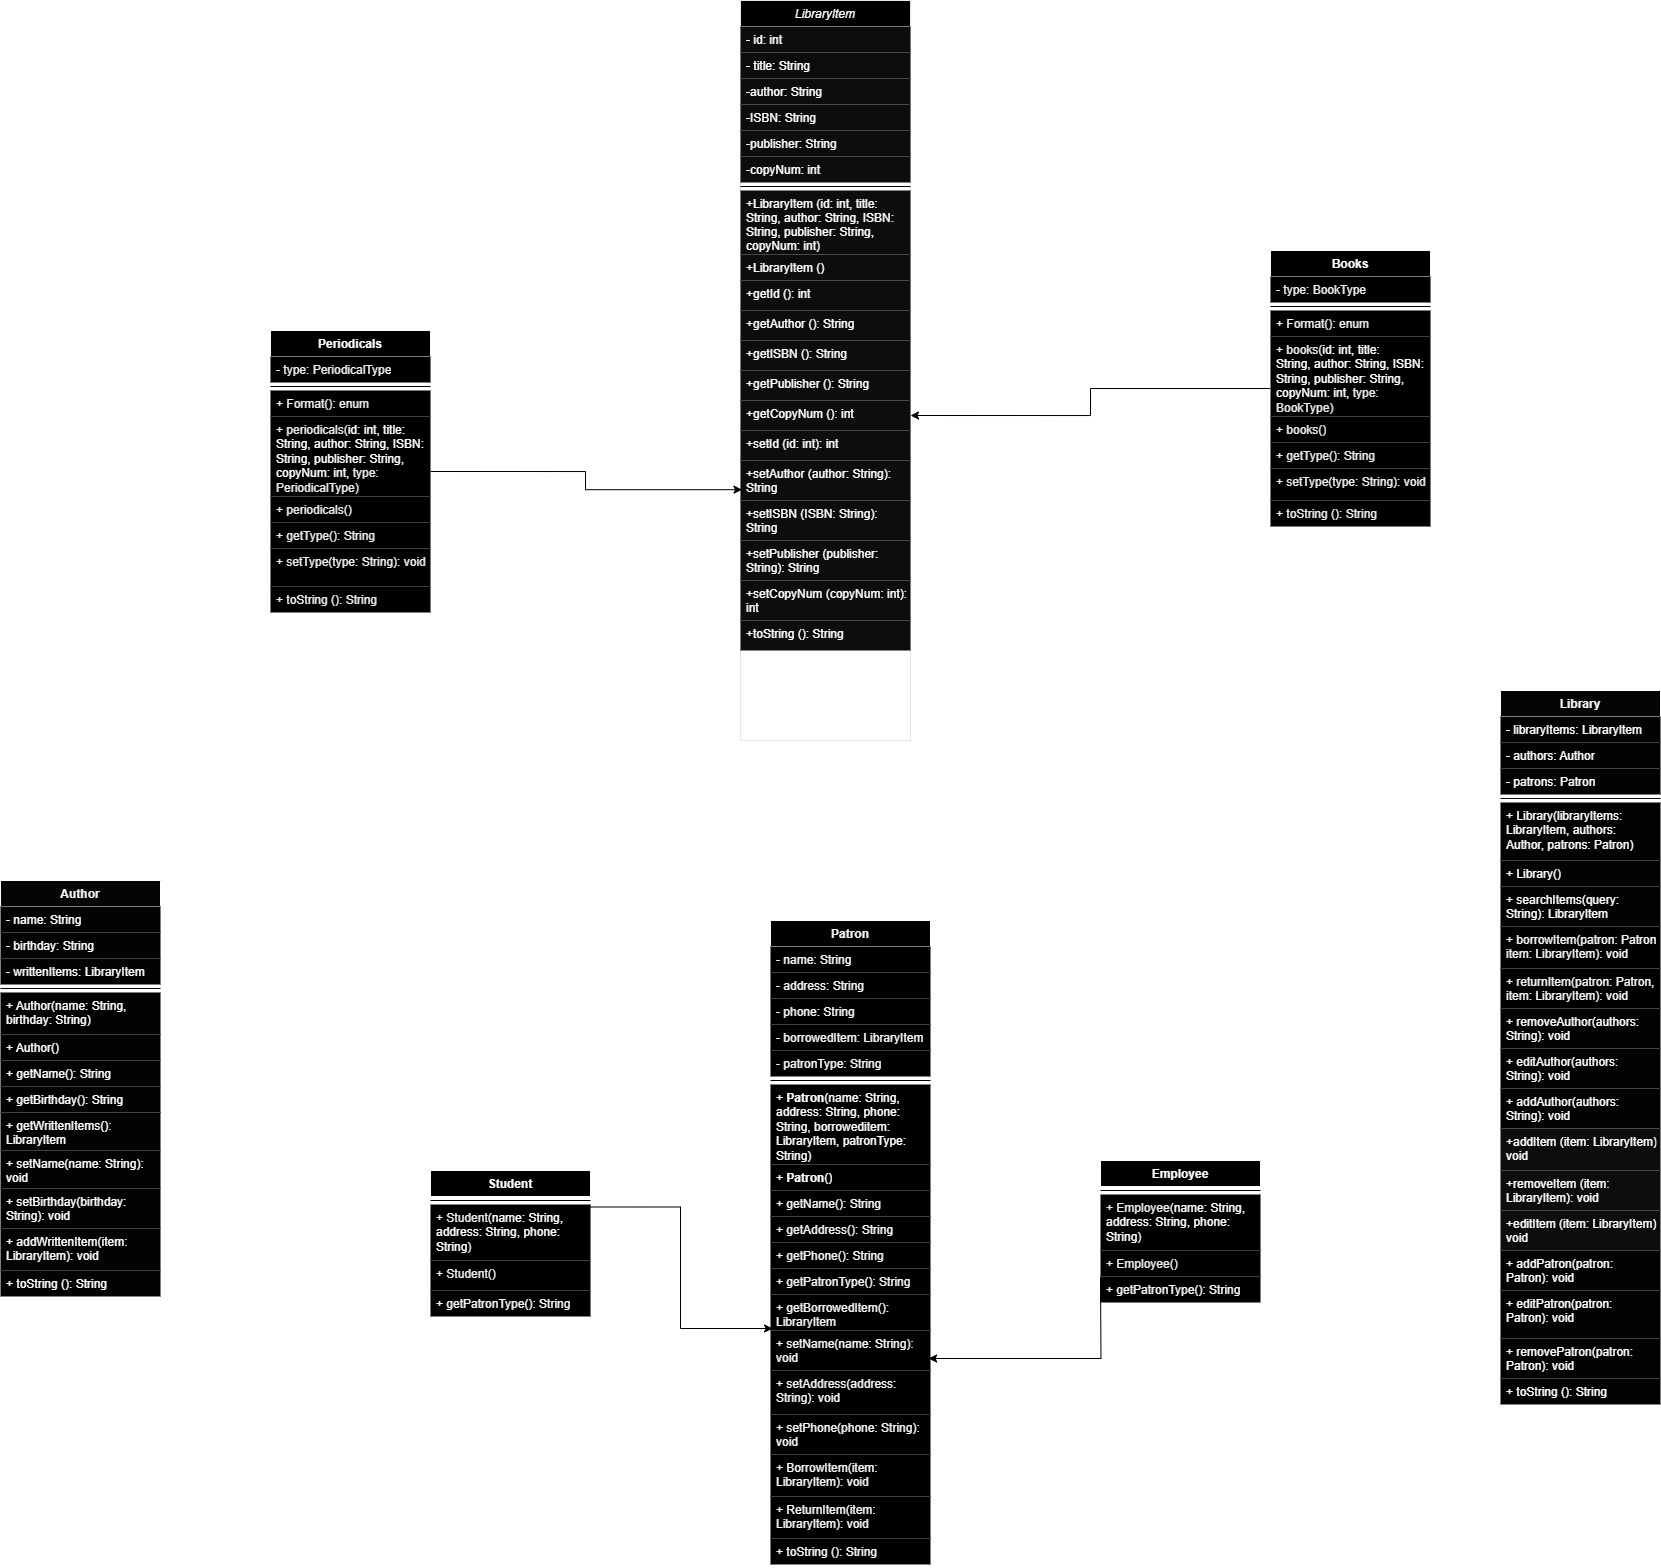 LibraryItem
- id: int
- title: String
-author: String
-ISBN: String
-publisher: String
-copyNum: int
+LibraryItem (id: int, title:
String, author: String, ISBN:
String, publisher: String,
copyNum: int)
+LibraryItem ()
+getId (): int
+getAuthor (): String
+getISBN (): String
+getPublisher (): String
+getCopyNum (): int
+setId (id: int): int
+setAuthor (author: String):
String
+setISBN (ISBN: String):
String
+setPublisher (publisher:
String): String
+setCopyNum (copyNum: int):
int
+toString (): String
Books
- type: BookType
+ Format(): enum
+ books(id: int, title:
String, author: String, ISBN:
String, publisher: String,
copyNum: int, type:
BookType)
+ books()
+ getType(): String
+ setType(type: String): void
+ toString (): String
Periodicals
- type: PeriodicalType
+ Format(): enum
+ periodicals(id: int, title:
String, author: String, ISBN:
String, publisher: String,
copyNum: int, type:
PeriodicalType)
+ periodicals()
+ getType(): String
+ setType(type: String): void
+ toString (): String
Library
- libraryItems: LibraryItem
- authors: Author
- patrons: Patron
+ Library(libraryItems:
LibraryItem, authors:
Author, patrons: Patron)
+ Library()
+ searchItems(query:
String): LibraryItem
+ borrowItem(patron: Patron
item: LibraryItem): void
+ returnItem(patron: Patron,
item: LibraryItem): void
+ removeAuthor(authors:
String): void
+ editAuthor(authors:
String): void
+ addAuthor(authors:
String): void
+addItem (item: LibraryItem)
void
+removeItem (item:
LibraryItem): void
+editItem (item: LibraryItem)
void
+ addPatron(patron:
Patron): void
+ editPatron(patron:
Patron): void
+ removePatron(patron:
Patron): void
+ toString (): String
Author
- name: String
- birthday: String
- writtenItems: LibraryItem
+ Author(name: String,
birthday: String)
+ Author()
+ getName(): String
+ getBirthday(): String
+ getWrittenItems():
LibraryItem
+ setName(name: String):
void
+ setBirthday(birthday:
String): void
+ addWrittenItem(item:
LibraryItem): void
+ toString (): String
Patron
- name: String
- address: String
- phone: String
- borrowedItem: LibraryItem
- patronType: String
+ Patron(name: String,
address: String, phone:
String, borroweditem:
LibraryItem, patronType:
String)
+ Patron()
+ getName(): String
+ getAddress(): String
+ getPhone(): String
+ getPatronType(): String
+ getBorrowedItem():
LibraryItem
+ setName(name: String):
void
+ setAddress(address:
String): void
+ setPhone(phone: String):
void
+ BorrowItem(item:
LibraryItem): void
+ ReturnItem(item:
LibraryItem): void
+ toString (): String
Student
+ Student(name: String,
address: String, phone:
String)
+ Student()
+ getPatronType(): String
Employee
+ Employee(name: String,
address: String, phone:
String)
+ Employee()
+ getPatronType(): String